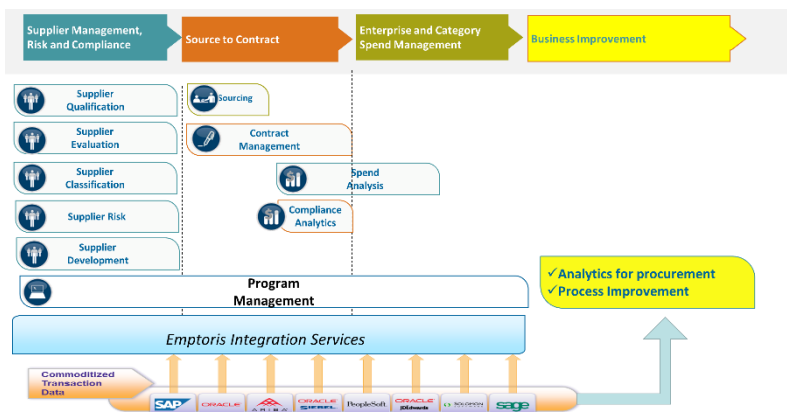 Supplier Management,
Risk and Compliance
Source to Contract
Enterprise and Category
Spend Management
Business Improvement
Supplier
Qualification
Sourcing
Supplier
Evaluation
Contract
Management
Supplier
Classification
Spend
Analysis
Supplier Risk
Compliance
Analytics
Supplier
Development
Program
Management
✓Analytics for procurement
✓Process Improvement
Emptoris Integration Services
Commoditized
Transaction
Data
SAP
ORACLE
ARIBA
ORACLE
SIEBEL
PeopleSoft
ORACLE
JDEdwards
SOLOMON
sage